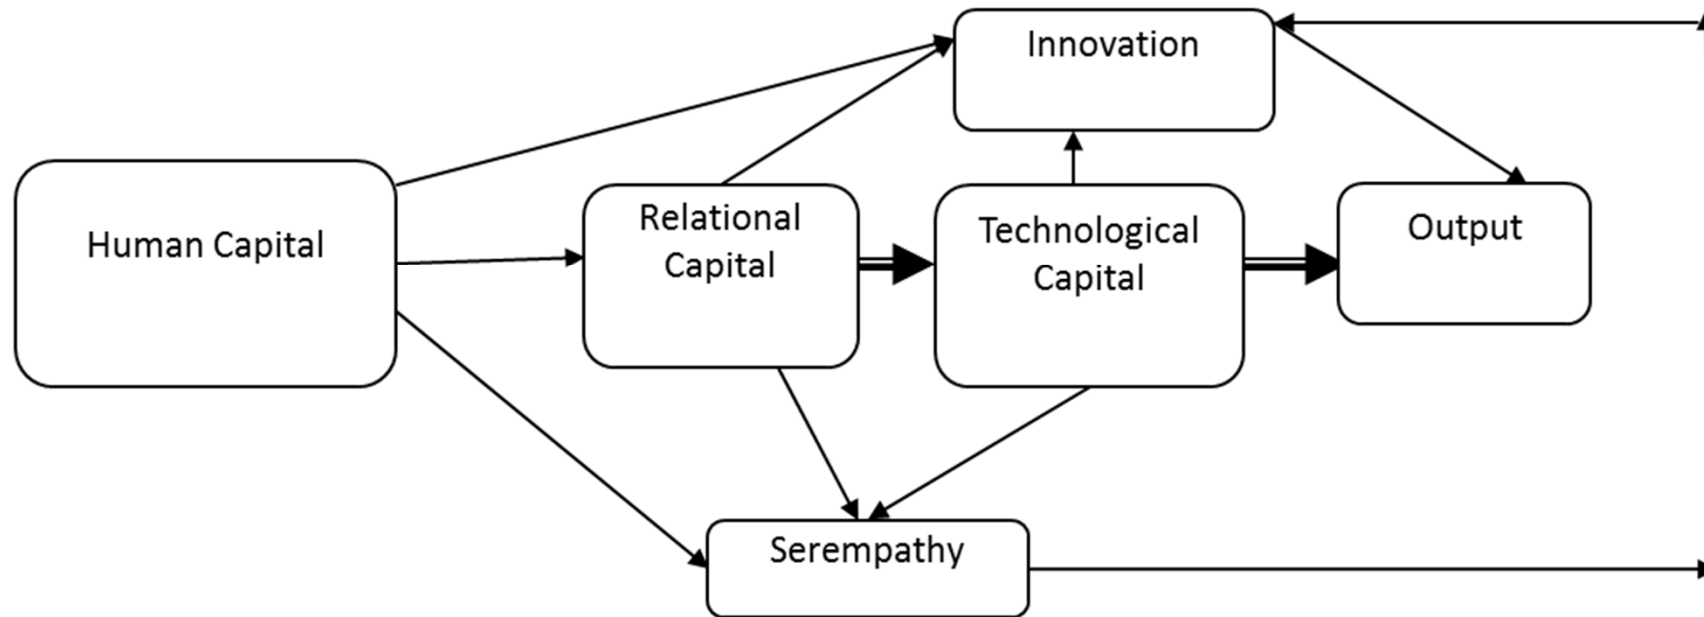 Innovation
Human Capital
Relational
Capital
Technological
Capital
Output
Serempathy